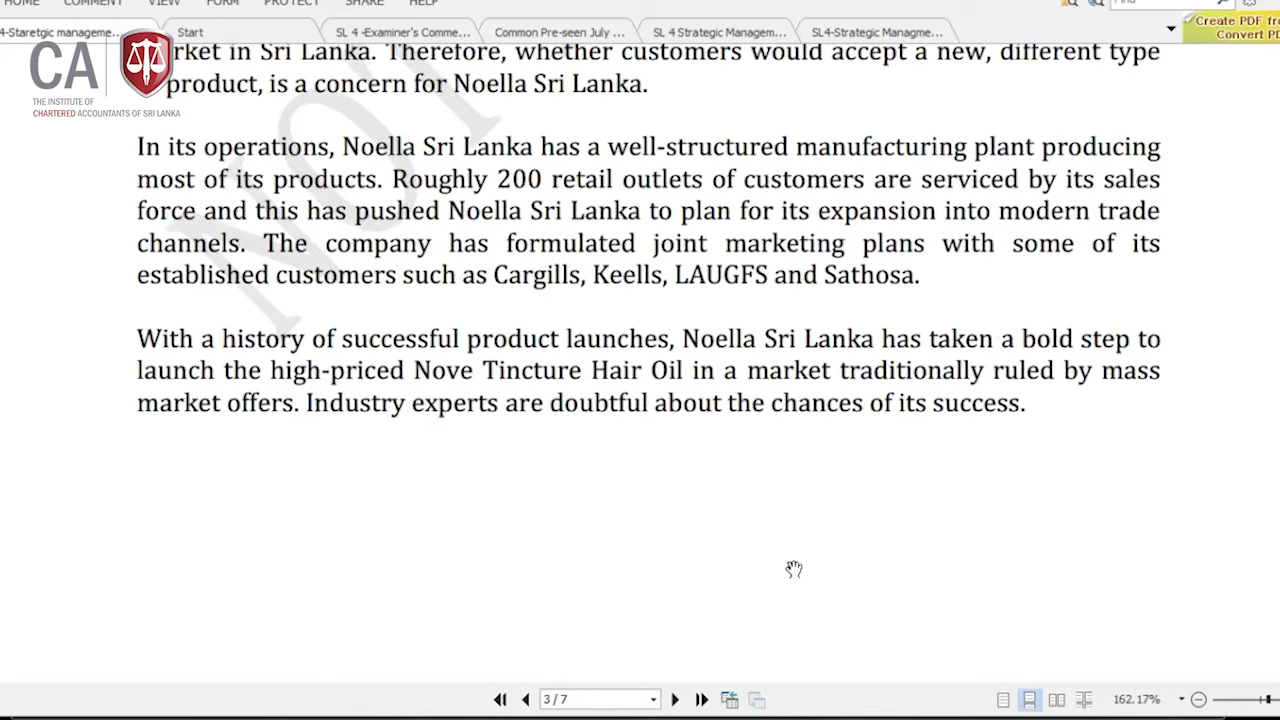 HOME COMMENT VIEW FORM PROTECT SHARE HELP
Find
4-Staretgic manageme... Start SL 4 -Examiner's Comme... Common Pre-seen July ... SL 4 Strategic Managem... SL4-Strategic Managme...
Create PDF
Convert
CA
THE INSTITUTE OF
CHARTERED ACCOUNTANTS OF SRI LANKA
rket in Sri Lanka. Therefore, whether customers would accept a new, different type
product, is a concern for Noella Sri Lanka.
In its operations, Noella Sri Lanka has a well-structured manufacturing plant producing
most of its products. Roughly 200 retail outlets of customers are serviced by its sales
force and this has pushed Noella Sri Lanka to plan for its expansion into modern trade
channels. The company has formulated joint marketing plans with some of its
established customers such as Cargills, Keells, LAUGFS and Sathosa.
With a history of successful product launches, Noella Sri Lanka has taken a bold step to
launch the high-priced Nove Tincture Hair Oil in a market traditionally ruled by mass
market offers. Industry experts are doubtful about the chances of its success.
NOT
3 / 7
162.17%